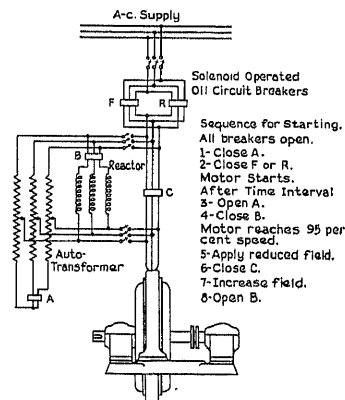 A-c. Supply
Solenoid Operated
Oil Circuit Breakers
F
R
Sequence for Starting.
All breakers open.
1- Close A.
2- Close F or R.
Motor Starts.
After Time Interval
3- Open A.
4- Close B.
Motor reaches 95 per
cent speed.
5- Apply reduced field.
6- Close C.
7- Increase field.
8- Open B.
B
Reactor
C
Auto-
Transformer
A